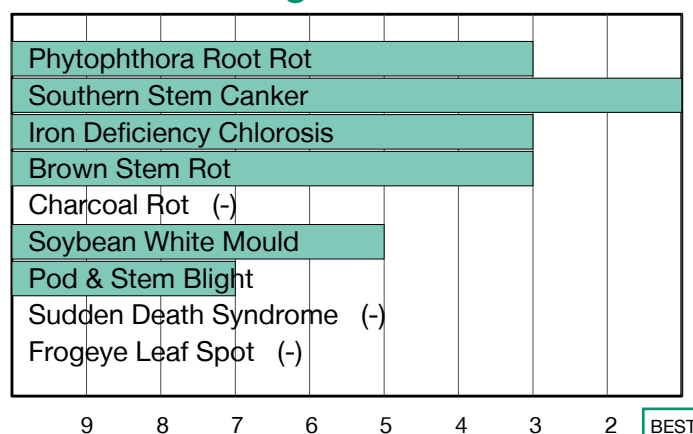 Phytophthora Root Rot
Southern Stem Canker
Iron Deficiency Chlorosis
Brown Stem Rot
Charcoal Rot (-)
Soybean White Mould
Pod & Stem Blight
Sudden Death Syndrome (-)
Frogeye Leaf Spot (-)
9 8 7 6 5 4 3 2 BEST